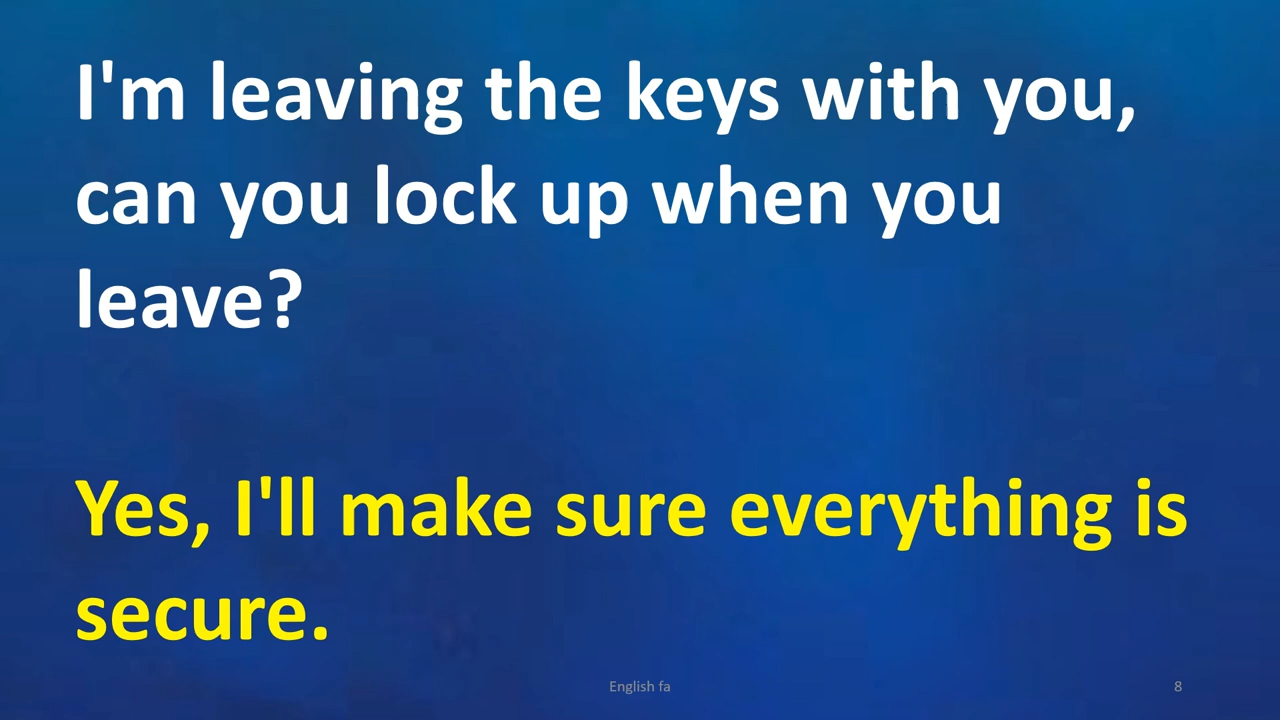 I'm leaving the keys with you,
can you lock up when you
leave?
Yes, I'll make sure everything is
secure.
English fa
8